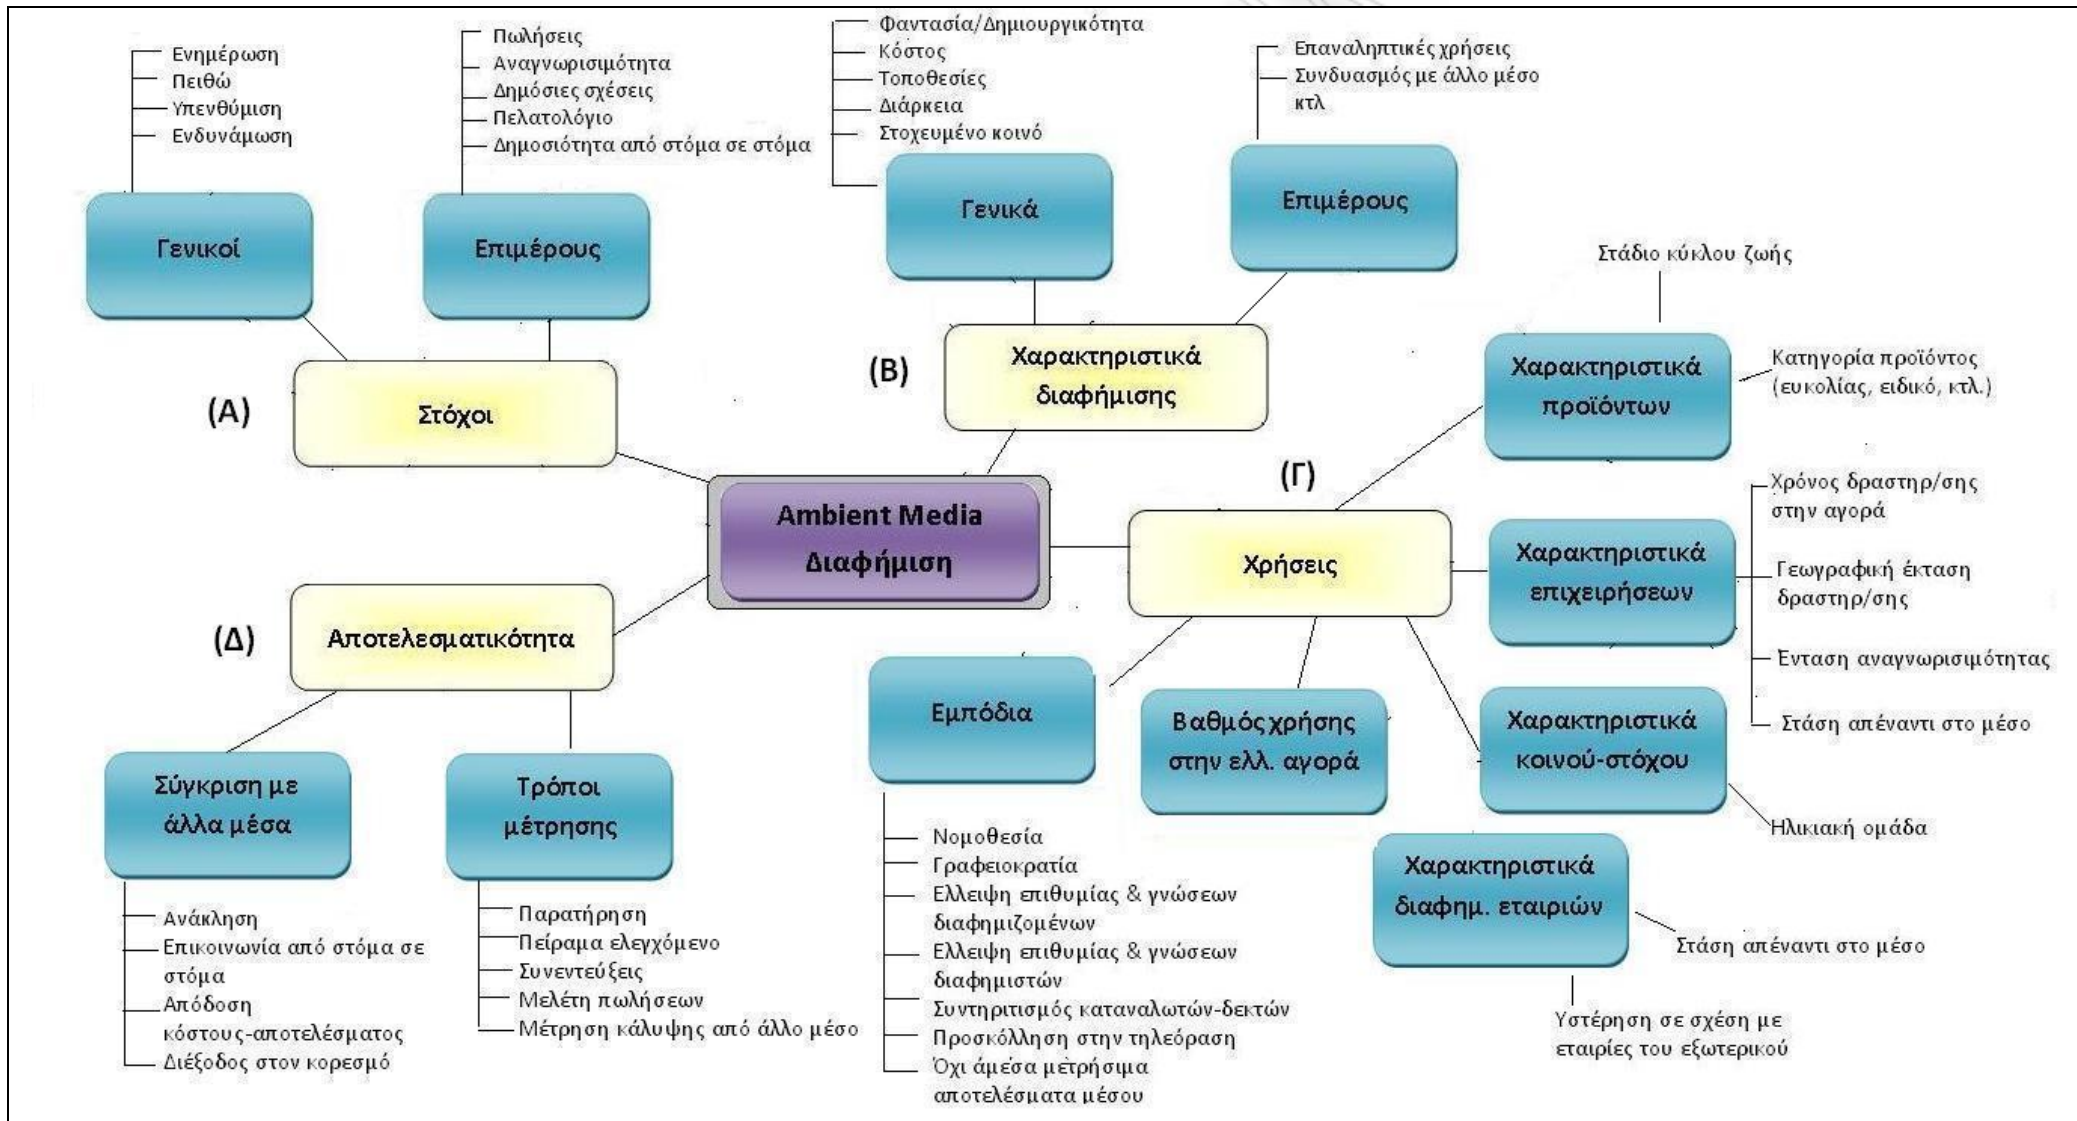 Ενημέρωση
Πειθώ
Υπενθύμιση
Ενδυνάμωση
Γενικοί
Πωλήσεις
Αναγνωρισιμότητα
Δημόσιες σχέσεις
Πελατολόγιο
Δημοσιότητα από στόμα σε στόμα
Επιμέρους
(Α)
Στόχοι
Φαντασία/Δημιουργικότητα
Κόστος
Τοποθεσίες
Διάρκεια
Στοχευμένο κοινό
Γενικά
Επαναληπτικές χρήσεις
Συνδυασμός με άλλο μέσο
κτλ
Επιμέρους
(Β)
Χαρακτηριστικά
διαφήμισης
Ambient Media
Διαφήμιση
(Γ)
Χρήσεις
Στάδιο κύκλου ζωής
Χαρακτηριστικά
προϊόντων
Κατηγορία προϊόντος
(ευκολίας, ειδικό, κτλ.)
Χαρακτηριστικά
επιχειρήσεων
Χρόνος δραστηρ/σης
στην αγορά
Γεωγραφική έκταση
δραστηρ/σης
Ένταση αναγνωρισιμότητας
Στάση απέναντι στο μέσο
Χαρακτηριστικά
κοινού-στόχου
Ηλικιακή ομάδα
Χαρακτηριστικά
διαφημ. εταιριών
Στάση απέναντι στο μέσο
Υστέρηση σε σχέση με
εταιρίες του εξωτερικού
Βαθμός χρήσης
στην ελλ. αγορά
Εμπόδια
Νομοθεσία
Γραφειοκρατία
Ελλειψη επιθυμίας & γνώσεων
διαφημιζομένων
Ελλειψη επιθυμίας & γνώσεων
διαφημιστών
Συντηριτισμός καταναλωτών-δεκτών
Προσκόλληση στην τηλεόραση
Όχι άμεσα μετρήσιμα
αποτελέσματα μέσου
(Δ)
Αποτελεσματικότητα
Σύγκριση με
άλλα μέσα
Ανάκληση
Επικοινωνία από στόμα σε
στόμα
Απόδοση
κόστους-αποτελέσματος
Διέξοδος στον κορεσμό
Τρόποι
μέτρησης
Παρατήρηση
Πείραμα ελεγχόμενο
Συνεντεύξεις
Μελέτη πωλήσεων
Μέτρηση κάλυψης από άλλο μέσο